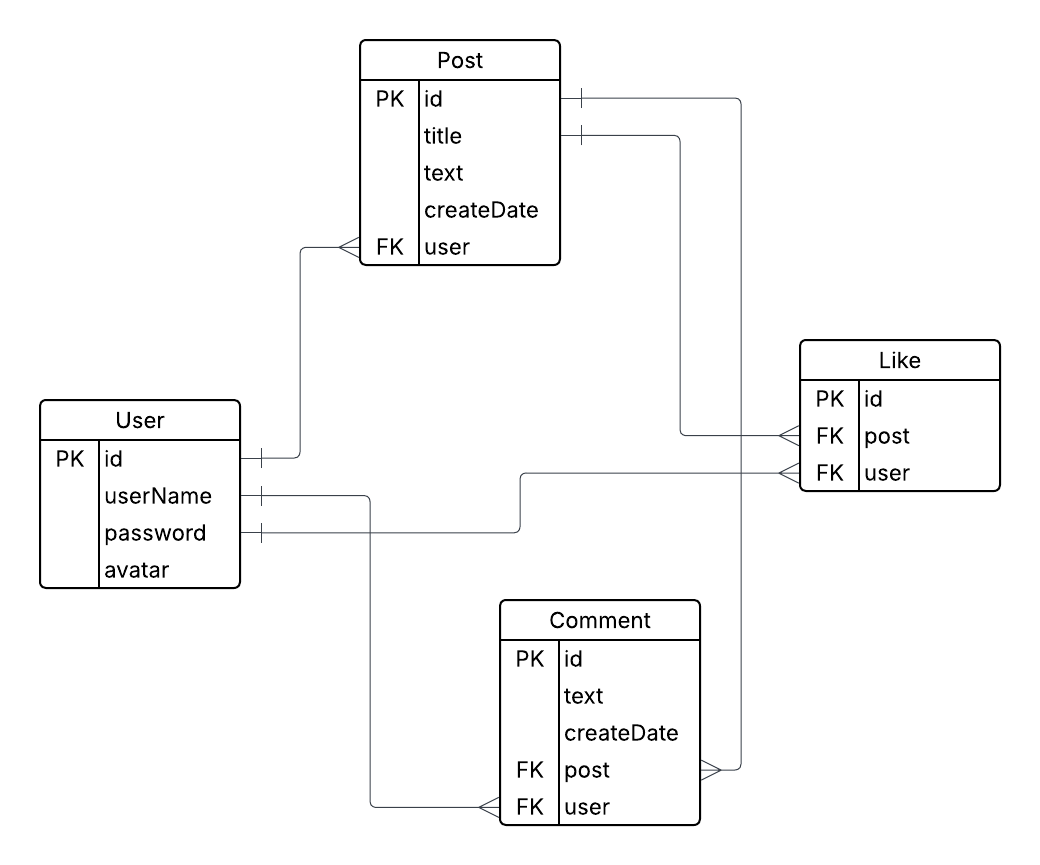 Post
PK id
title
text
createDate
FK user
Like
PK id
FK post
FK user
User
PK id
userName
password
avatar
Comment
PK id
text
createDate
FK post
FK user